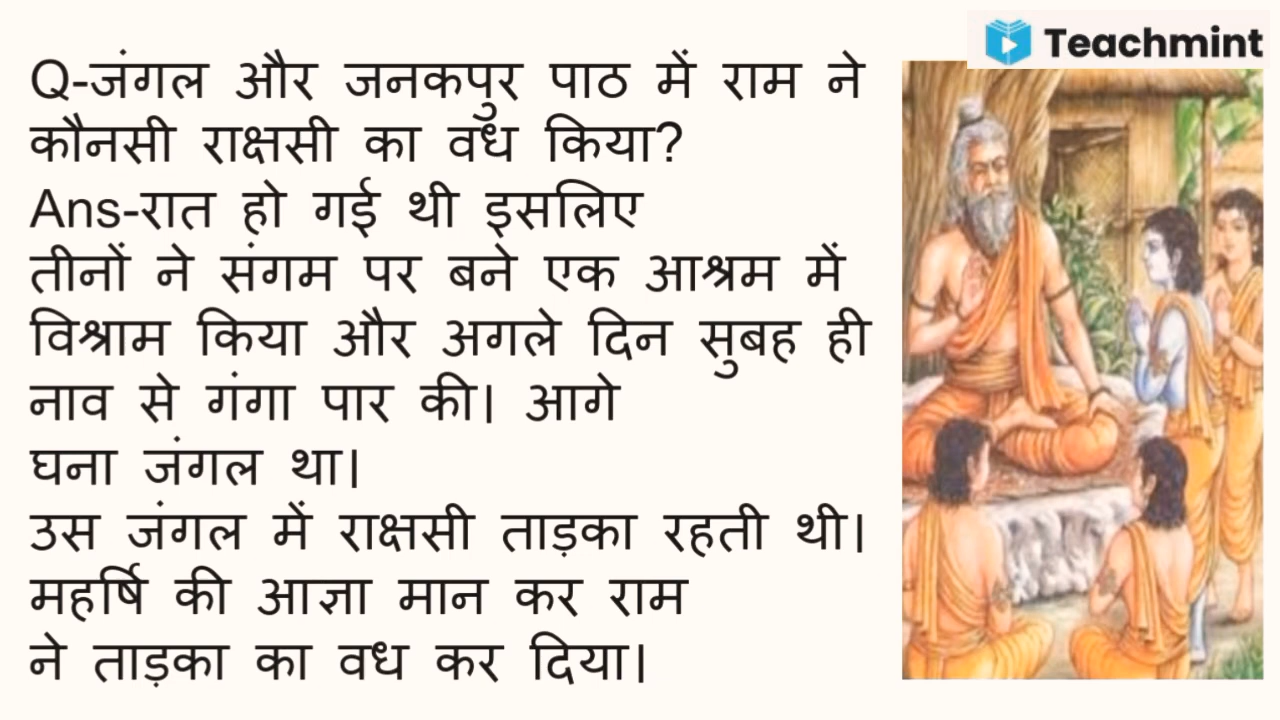 Teachmint
Q-जंगल और जनकपुर पाठ में राम ने
कौनसी राक्षसी का वध किया?
Ans-रात हो गई थी इसलिए
तीनों ने संगम पर बने एक आश्रम में
विश्राम किया और अगले दिन सुबह ही
नाव से गंगा पार की। आगे
घना जंगल था।
उस जंगल में राक्षसी ताड़का रहती थी।
महर्षि की आज्ञा मान कर राम
ने ताड़का का वध कर दिया।